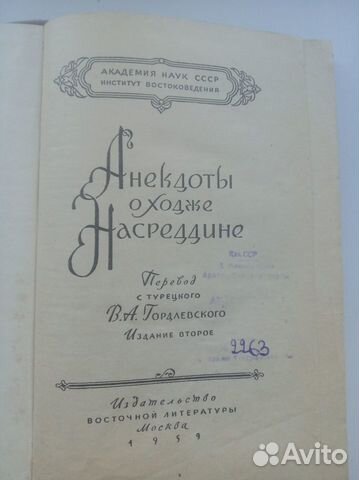 АКАДЕМИЯ НАУК СССР
ИНСТИТУТ ВОСТОКОВЕДЕНИЯ
Анекдоты
о Ходже
Насреддине
Перевод
с турецкого
В.А. Гордлевского
Издание второе
2263
Издательство
ВОСТОЧНОЙ ЛИТЕРАТУРЫ
Москва
1959
Avito